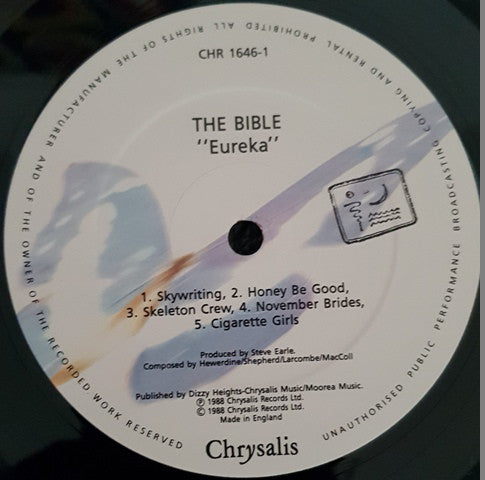 ALL RIGHTS OF THE MANUFACTURER AND OF THE OWNER OF THE RECORDED WORK RESERVED
UNAUTHORISED PUBLIC PERFORMANCE BROADCASTING COPYING AND RENTAL PROHIBITED
CHR 1646-1
THE BIBLE
"Eureka"
1. Skywriting, 2. Honey Be Good,
3. Skeleton Crew, 4. November Brides,
5. Cigarette Girls
Produced by Steve Earle.
Composed by Hewerdine/Shepherd/Larcombe/MacColl
Published by Dizzy Heights-Chrysalis Music/Moorea Music.
℗ 1988 Chrysalis Records Ltd.
© 1988 Chrysalis Records Ltd.
Made in England
Chrysalis